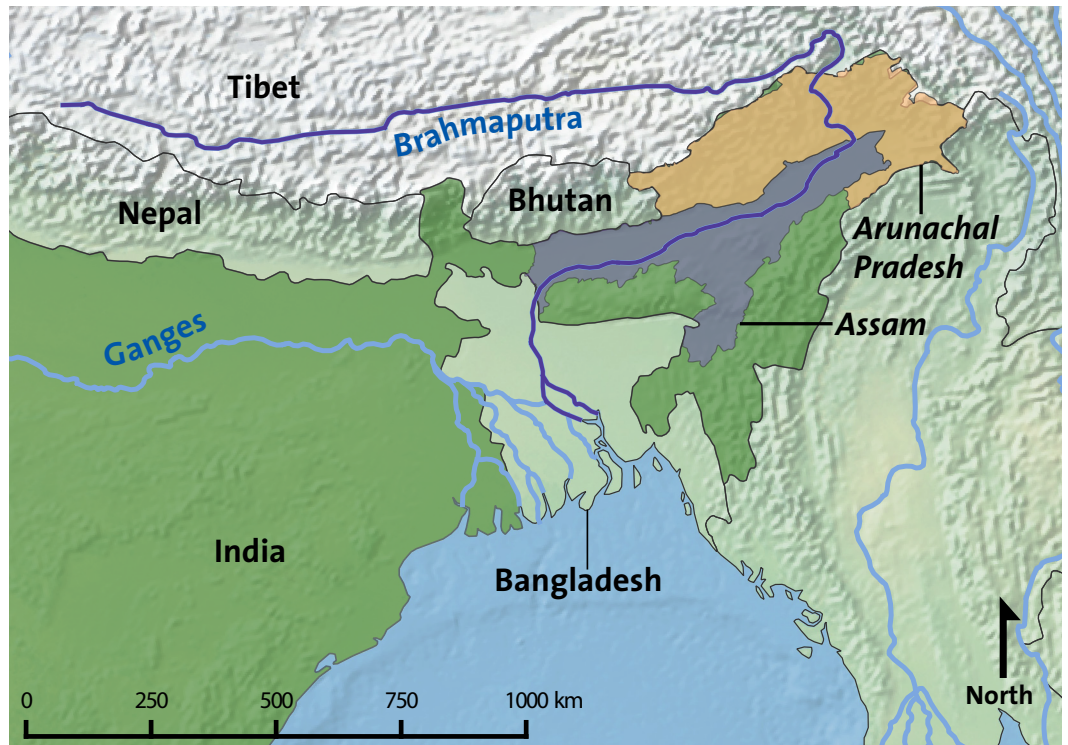 Tibet
Brahmaputra
Nepal
Bhutan
Arunachal
Pradesh
Ganges
Assam
India
Bangladesh
North
0 250 500 750 1000 km